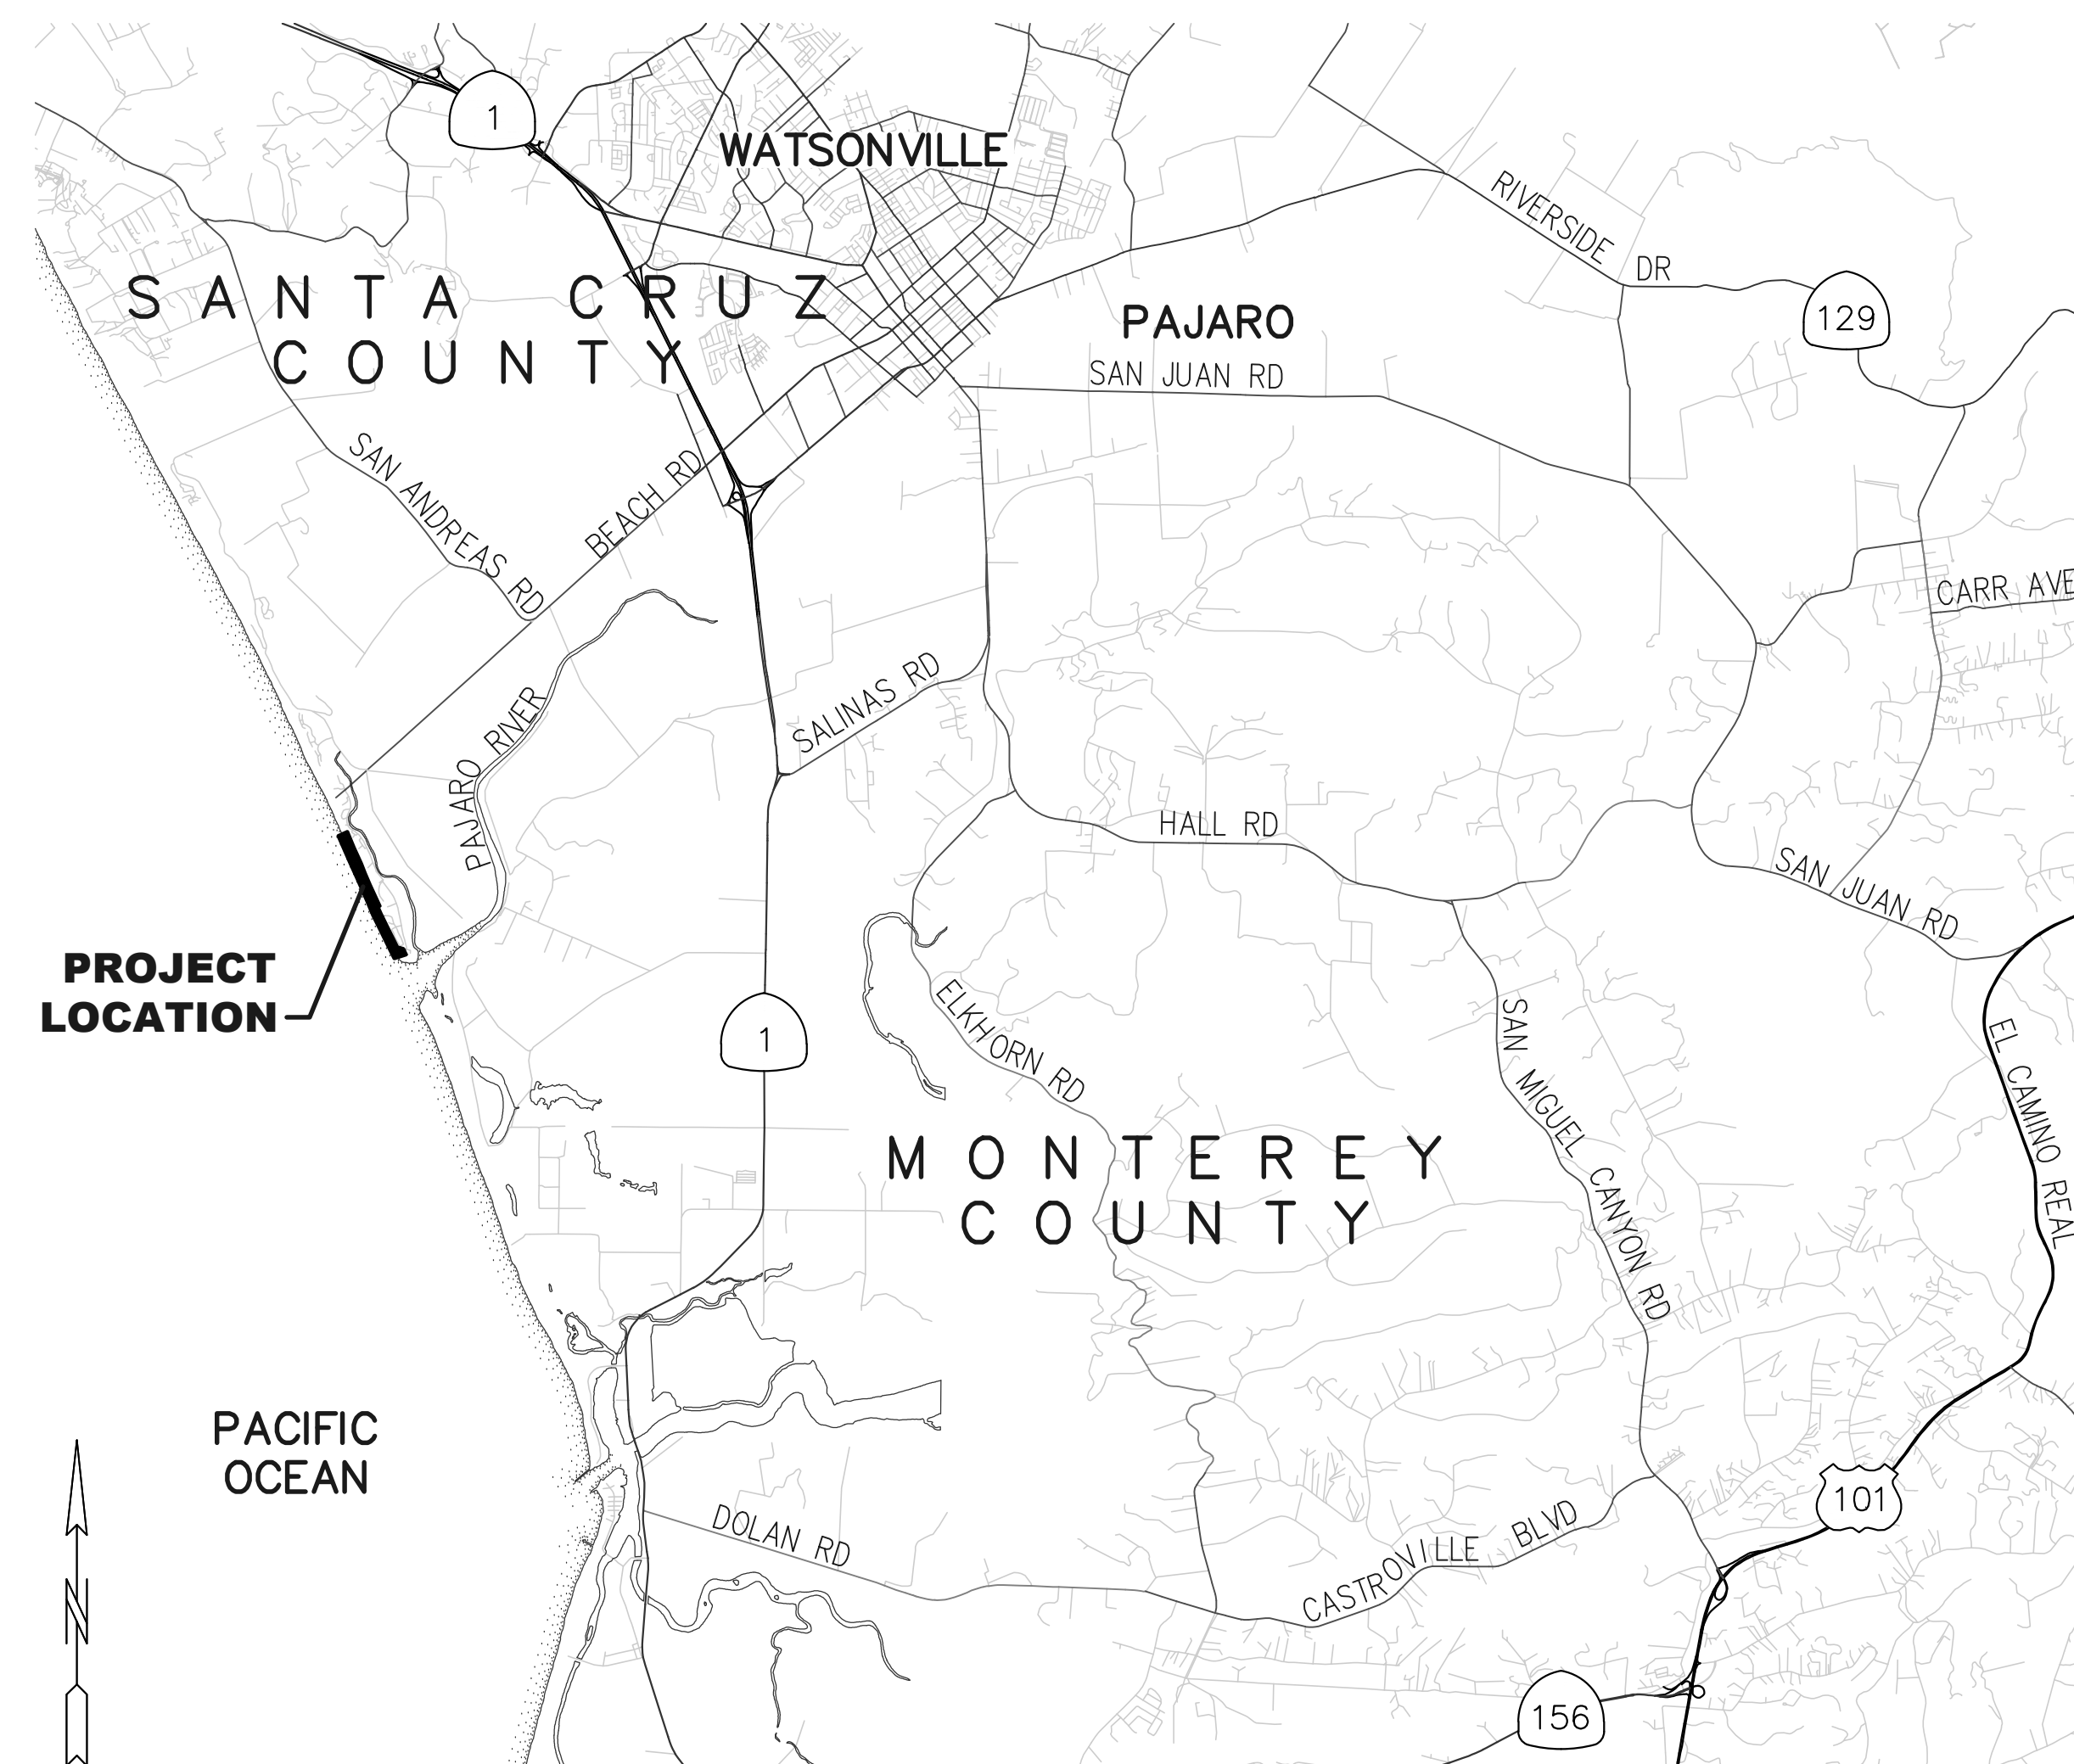 1
WATSONVILLE
RIVERSIDE DR
SANTA CRUZ
COUNTY
129
PAJARO
SAN JUAN RD
SAN ANDREAS RD
BEACH RD
CARR AVE
SALINAS RD
PAJARO RIVER
HALL RD
SAN JUAN RD
PROJECT
LOCATION
1
ELKHORN RD
SAN MIGUEL CANYON RD
EL CAMINO REAL
MONTEREY
COUNTY
PACIFIC
OCEAN
101
DOLAN RD
CASTROVILLE BLVD
N
156